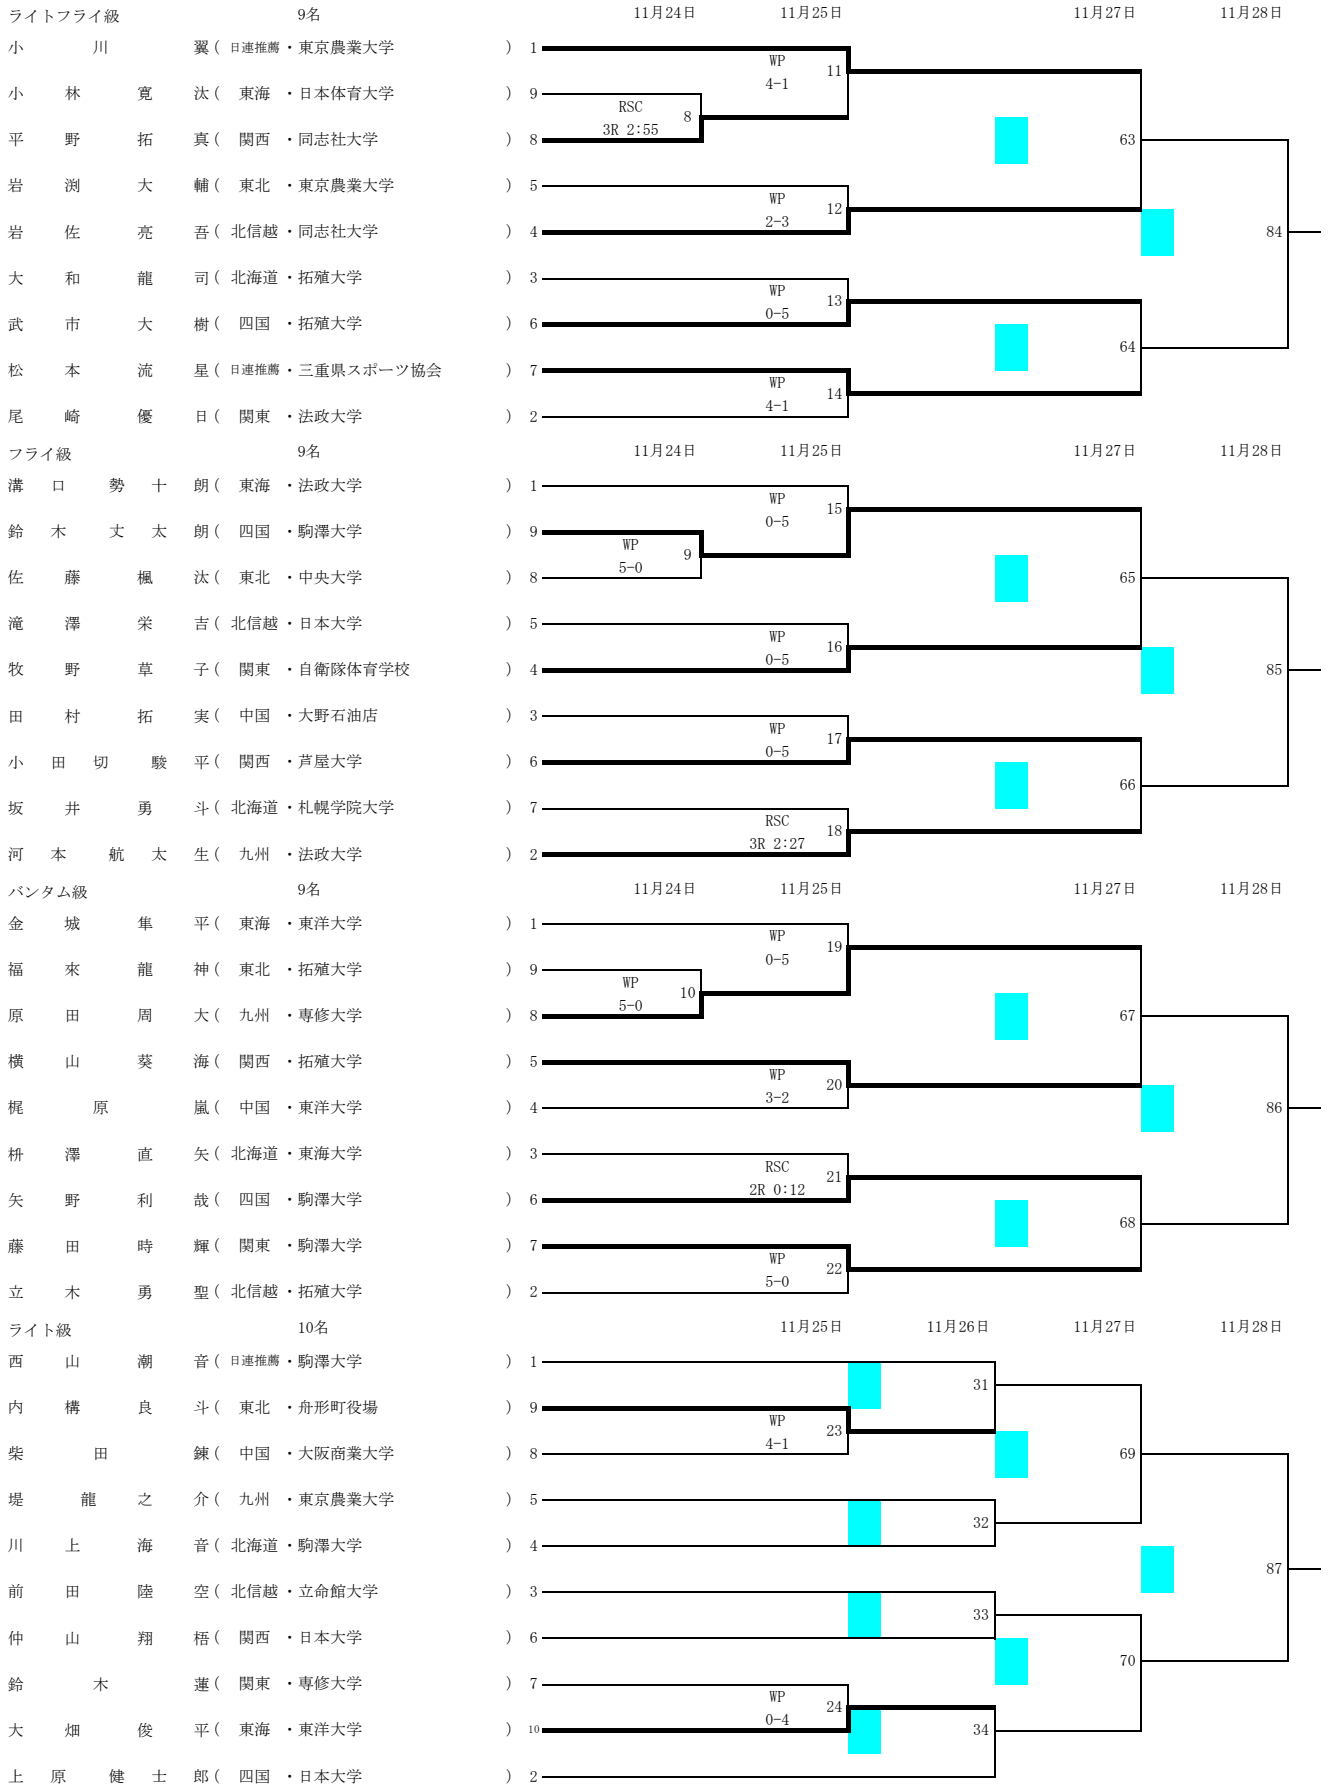 ライトフライ級 9名 11月24日 11月25日 11月27日 11月28日
小川翼( 日連推薦 ・東京農業大学 ) 1
WP 11
4-1
小林寛汰( 東海 ・日本体育大学 ) 9
RSC 8
3R 2:55
平野拓真( 関西 ・同志社大学 ) 8
63
岩渕大輔( 東北 ・東京農業大学 ) 5
WP 12
2-3
岩佐亮吾( 北信越 ・同志社大学 ) 4
84
大和龍司( 北海道 ・拓殖大学 ) 3
WP 13
0-5
武市大樹( 四国 ・拓殖大学 ) 6
64
松本流星( 日連推薦 ・三重県スポーツ協会 ) 7
WP 14
4-1
尾崎優日( 関東 ・法政大学 ) 2
フライ級 9名 11月24日 11月25日 11月27日 11月28日
溝口勢十朗( 東海 ・法政大学 ) 1
WP 15
0-5
鈴木丈太朗( 四国 ・駒澤大学 ) 9
WP 9
5-0
佐藤楓汰( 東北 ・中央大学 ) 8
65
滝澤栄吉( 北信越 ・日本大学 ) 5
WP 16
0-5
牧野草子( 関東 ・自衛隊体育学校 ) 4
85
田村拓実( 中国 ・大野石油店 ) 3
WP 17
0-5
小田切駿平( 関西 ・芦屋大学 ) 6
66
坂井勇斗( 北海道 ・札幌学院大学 ) 7
RSC 18
3R 2:27
河本航太生( 九州 ・法政大学 ) 2
バンタム級 9名 11月24日 11月25日 11月27日 11月28日
金城隼平( 東海 ・東洋大学 ) 1
WP 19
0-5
福來龍神( 東北 ・拓殖大学 ) 9
WP 10
5-0
原田周大( 九州 ・専修大学 ) 8
67
横山葵海( 関西 ・拓殖大学 ) 5
WP 20
3-2
梶原嵐( 中国 ・東洋大学 ) 4
86
枡澤直矢( 北海道 ・東海大学 ) 3
RSC 21
2R 0:12
矢野利哉( 四国 ・駒澤大学 ) 6
68
藤田時輝( 関東 ・駒澤大学 ) 7
WP 22
5-0
立木勇聖( 北信越 ・拓殖大学 ) 2
ライト級 10名 11月25日 11月26日 11月27日 11月28日
西山潮音( 日連推薦 ・駒澤大学 ) 1
31
内構良斗( 東北 ・舟形町役場 ) 9
WP 23
4-1
柴田錬( 中国 ・大阪商業大学 ) 8
69
堤龍之介( 九州 ・東京農業大学 ) 5
32
川上海音( 北海道 ・駒澤大学 ) 4
87
前田陸空( 北信越 ・立命館大学 ) 3
33
仲山翔梧( 関西 ・日本大学 ) 6
70
鈴木蓮( 関東 ・専修大学 ) 7
WP 24
0-4
大畑俊平( 東海 ・東洋大学 ) 10
34
上原健士郎( 四国 ・日本大学 ) 2